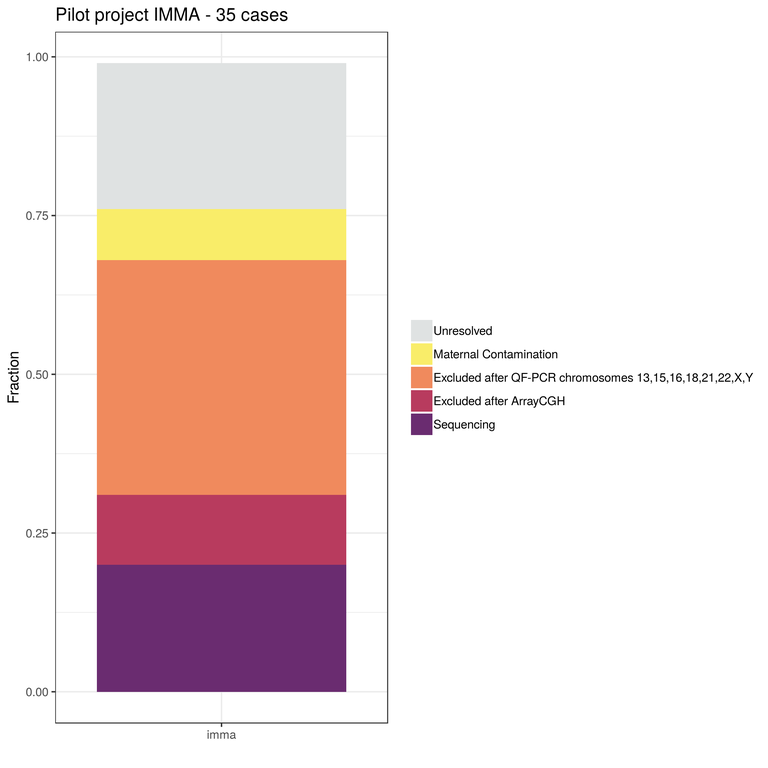 Pilot project IMMA - 35 cases
Fraction
1.00
0.75
0.50
0.25
0.00
imma
Unresolved
Maternal Contamination
Excluded after QF-PCR chromosomes 13,15,16,18,21,22,X,Y
Excluded after ArrayCGH
Sequencing